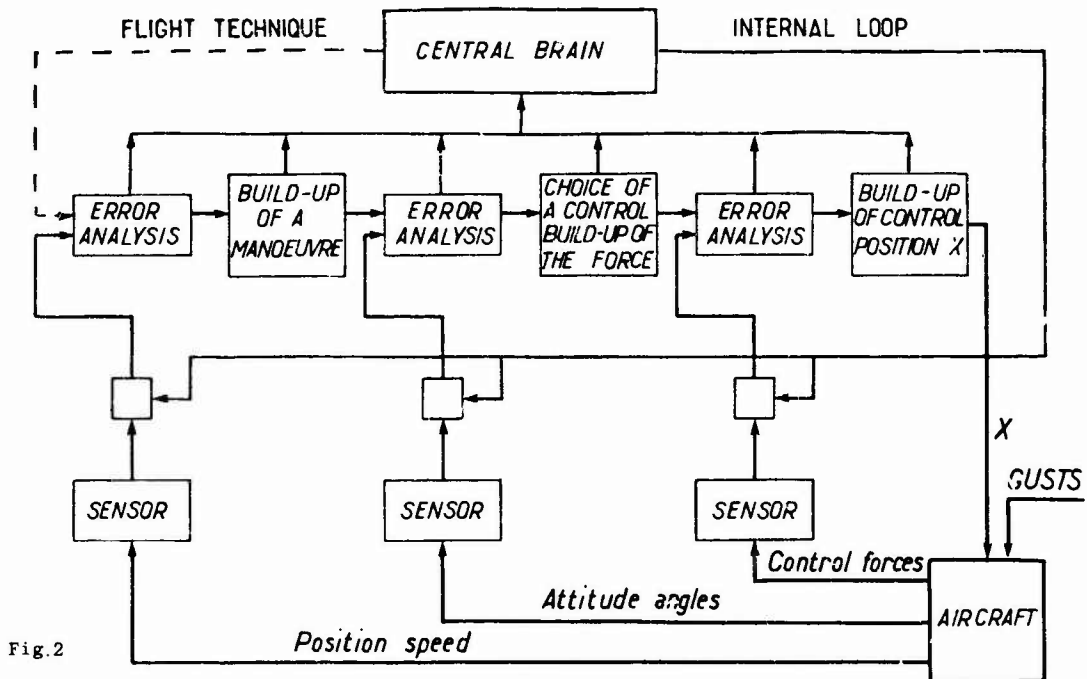 FLIGHT TECHNIQUE
CENTRAL BRAIN
INTERNAL LOOP
ERROR
ANALYSIS
BUILD-UP
OF A
MANOEUVRE
ERROR
ANALYSIS
CHOICE OF
A CONTROL
BUILD-UP OF
THE FORCE
ERROR
ANALYSIS
BUILD-UP
OF CONTROL
POSITION X
X
GUSTS
SENSOR
SENSOR
SENSOR
Control forces
Attitude angles
Position speed
AIRCRAFT
Fig.2